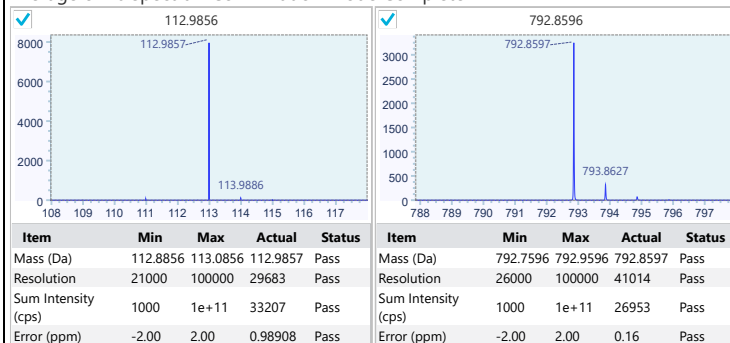 112.9856
792.8596
112.9857
8000
6000
4000
2000
0
113.9886
108 109 110 111 112 113 114 115 116 117
792.8597
3000
2500
2000
1500
1000
500
0
793.8627
788 789 790 791 792 793 794 795 796 797
Item Min Max Actual Status
Mass (Da) 112.8856 113.0856 112.9857 Pass
Resolution 21000 100000 29683 Pass
Sum Intensity (cps) 1000 1e+11 33207 Pass
Error (ppm) -2.00 2.00 0.98908 Pass
Item Min Max Actual Status
Mass (Da) 792.7596 792.9596 792.8597 Pass
Resolution 26000 100000 41014 Pass
Sum Intensity (cps) 1000 1e+11 26953 Pass
Error (ppm) -2.00 2.00 0.16 Pass